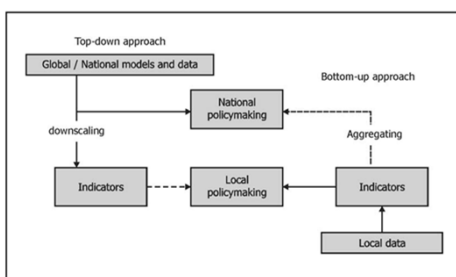 Top-down approach
Global / National models and data
Bottom-up approach
National
policymaking
downscaling
Aggregating
Indicators
Local
policymaking
Indicators
Local data